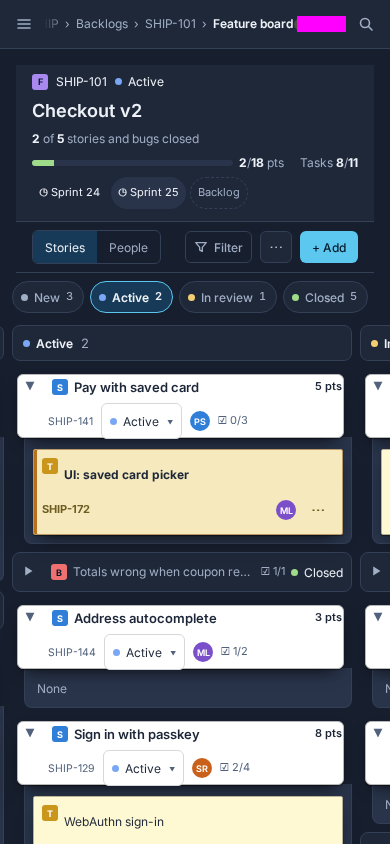 IP › Backlogs › SHIP-101 › Feature board
F SHIP-101 Active
Checkout v2
2 of 5 stories and bugs closed
2/18 pts Tasks 8/11
Sprint 24 Sprint 25 Backlog
Stories People Filter ··· + Add
New 3 Active 2 In review 1 Closed 5
Active 2
S Pay with saved card 5 pts
SHIP-141 Active PS 0/3
T UI: saved card picker
SHIP-172 ML ···
B Totals wrong when coupon re... 1/1 Closed
S Address autocomplete 3 pts
SHIP-144 Active ML 1/2
None
S Sign in with passkey 8 pts
SHIP-129 Active SR 2/4
T WebAuthn sign-in